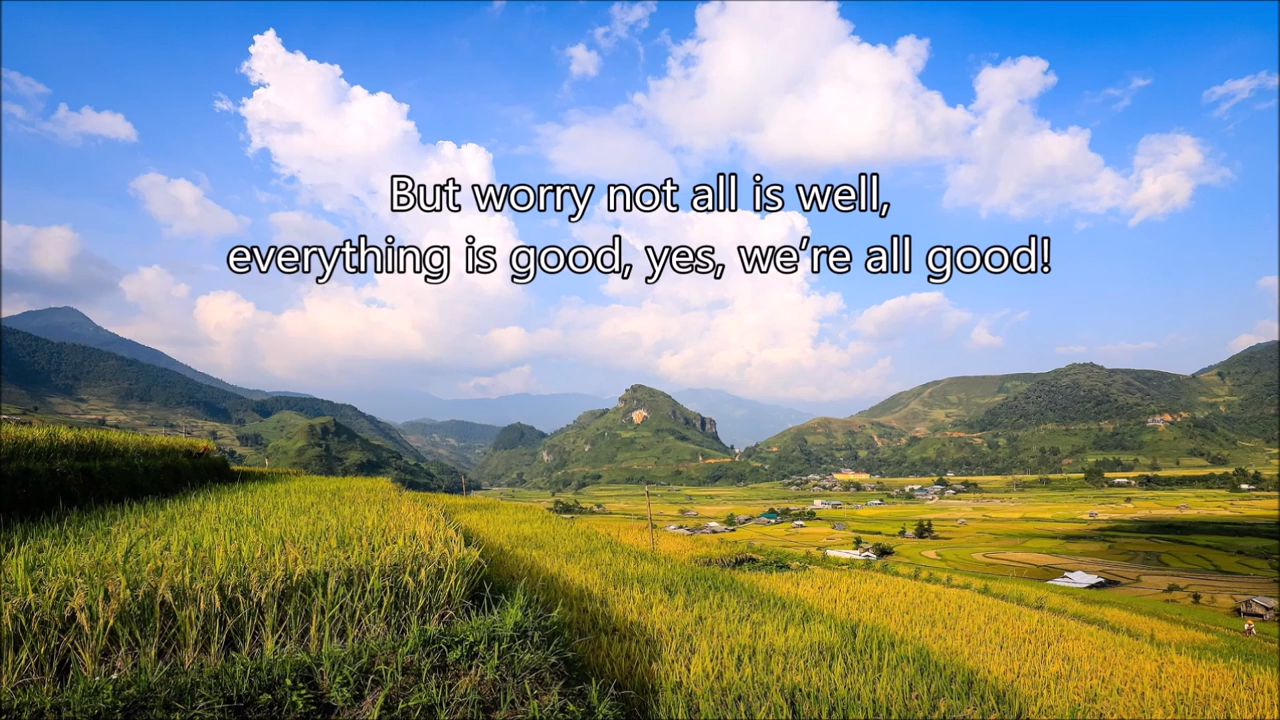 But worry not all is well,
everything is good, yes, we’re all good!